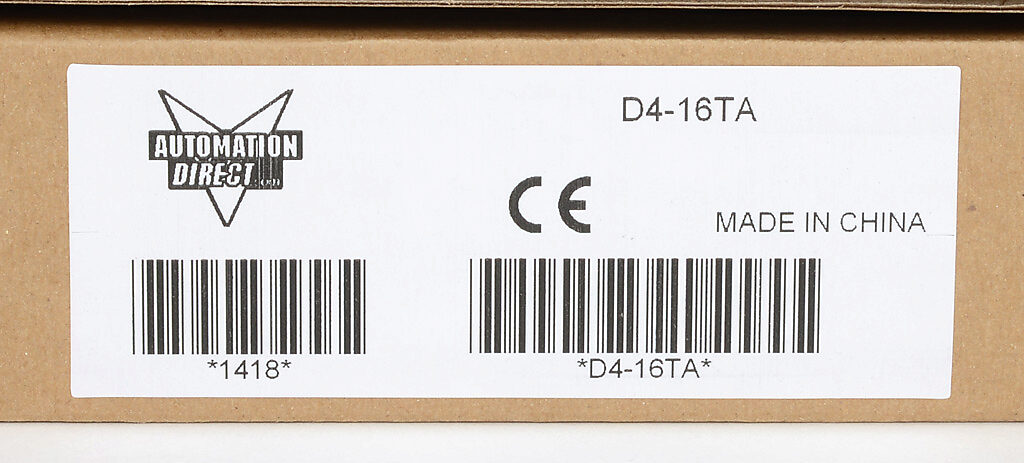 AUTOMATION
DIRECT
D4-16TA
CE
MADE IN CHINA
*1418*
*D4-16TA*